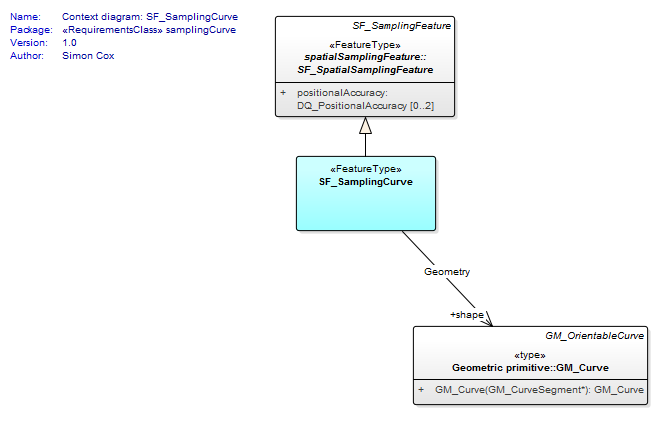 Name: Context diagram: SF_SamplingCurve
Package: «RequirementsClass» samplingCurve
Version: 1.0
Author: Simon Cox
SF_SamplingFeature
«FeatureType»
spatialSamplingFeature::
SF_SpatialSamplingFeature
+ positionalAccuracy:
DQ_PositionalAccuracy [0..2]
«FeatureType»
SF_SamplingCurve
Geometry
+shape
GM_OrientableCurve
«type»
Geometric primitive::GM_Curve
+ GM_Curve(GM_CurveSegment*): GM_Curve